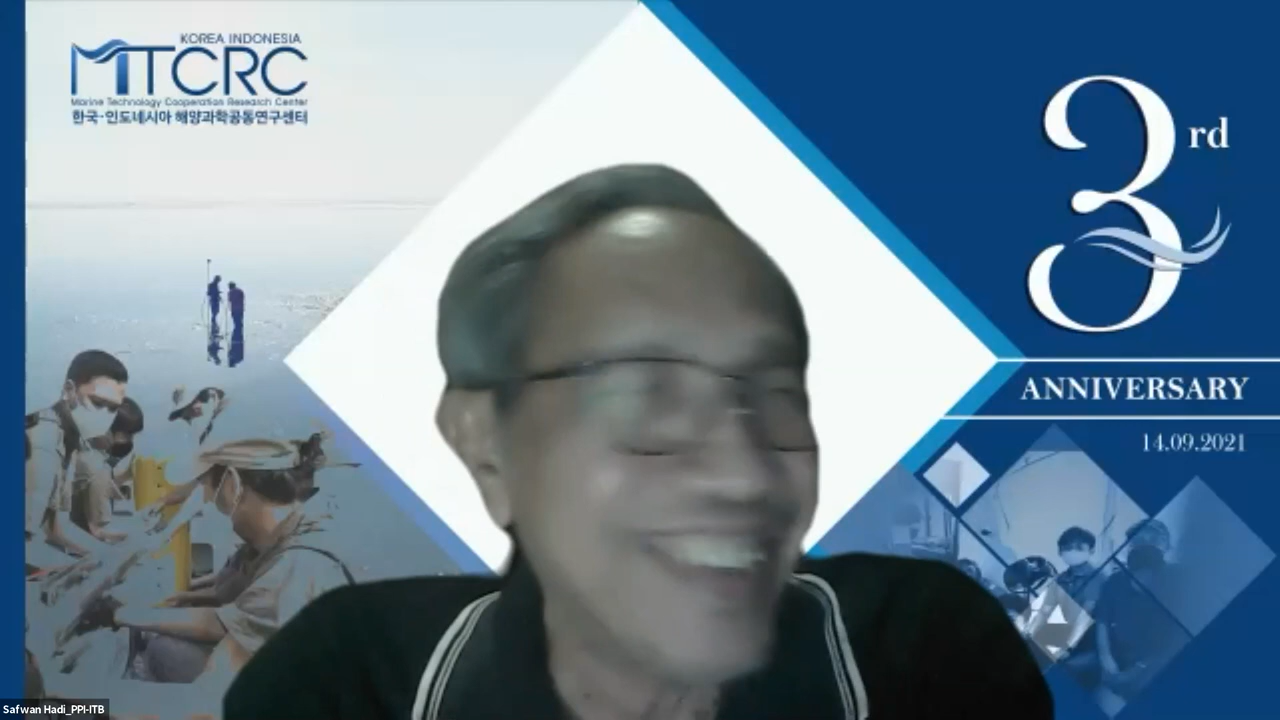 KOREA INDONESIA
MTCRC
Marine Technology Cooperation Research Center
한국·인도네시아 해양과학공동연구센터
3rd
ANNIVERSARY
14.09.2021
Safwan Hadi_PPI-ITB